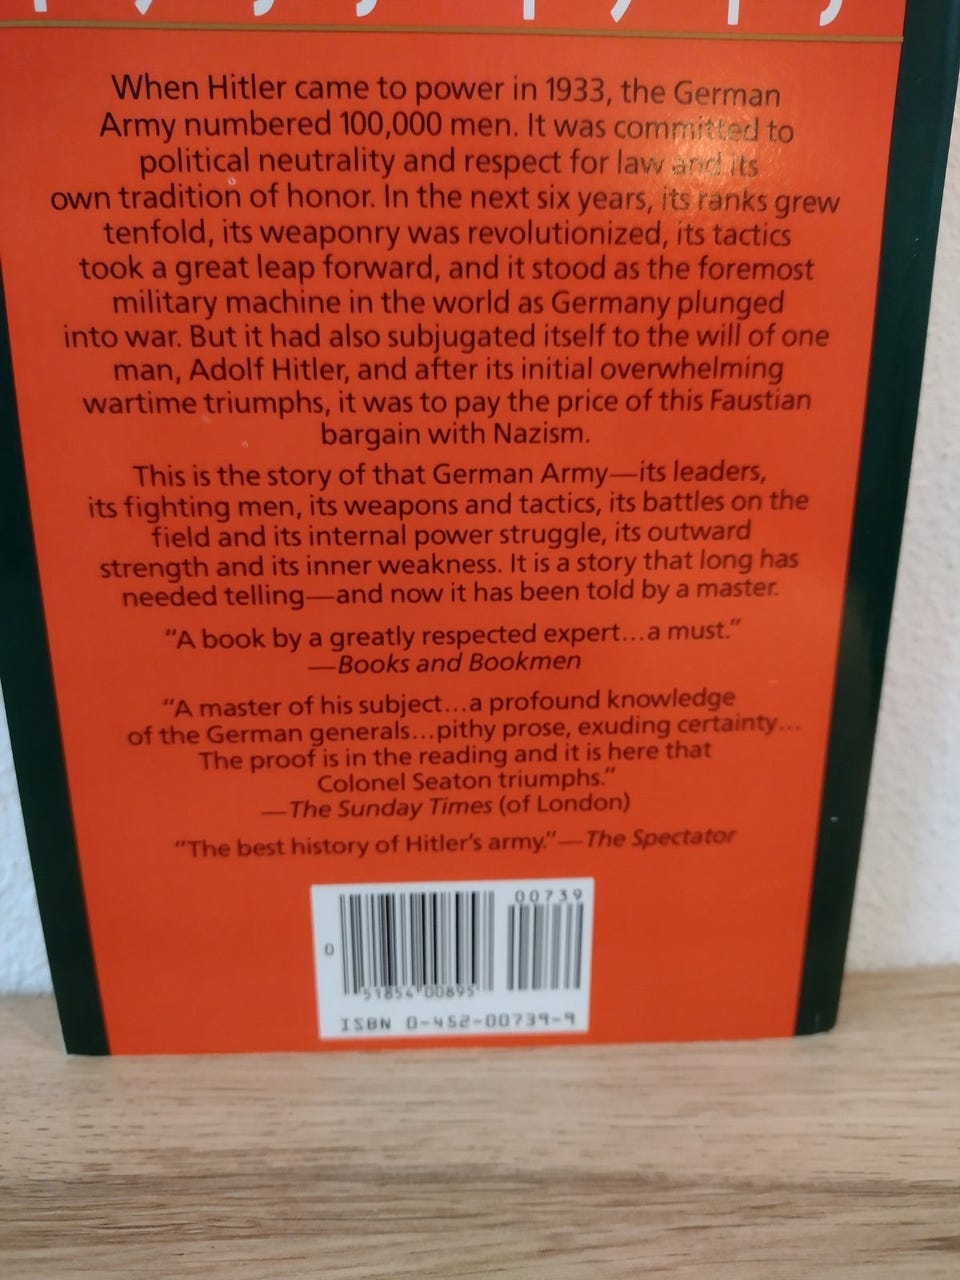 When Hitler came to power in 1933, the German
Army numbered 100,000 men. It was committed to
political neutrality and respect for law and its
own tradition of honor. In the next six years, its ranks grew
tenfold, its weaponry was revolutionized, its tactics
took a great leap forward, and it stood as the foremost
military machine in the world as Germany plunged
into war. But it had also subjugated itself to the will of one
man, Adolf Hitler, and after its initial overwhelming
wartime triumphs, it was to pay the price of this Faustian
bargain with Nazism.
This is the story of that German Army—its leaders,
its fighting men, its weapons and tactics, its battles on the
field and its internal power struggle, its outward
strength and its inner weakness. It is a story that long has
needed telling—and now it has been told by a master.
“A book by a greatly respected expert...a must.”
—Books and Bookmen
“A master of his subject...a profound knowledge
of the German generals...pithy prose, exuding certainty...
The proof is in the reading and it is here that
Colonel Seaton triumphs.”
—The Sunday Times (of London)
“The best history of Hitler's army.”—The Spectator
00739
0
51854 00895
ISBN 0-452-00739-9